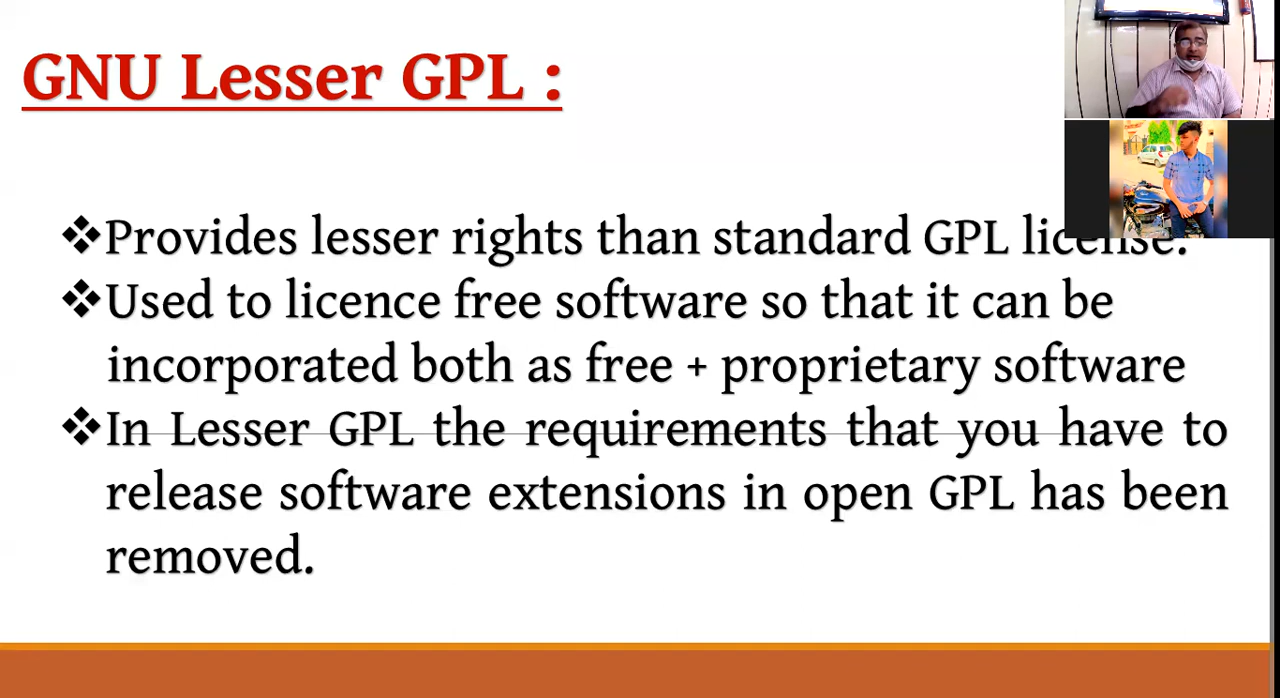 GNU Lesser GPL :
❖Provides lesser rights than standard GPL license.
❖Used to licence free software so that it can be
incorporated both as free + proprietary software
❖In Lesser GPL the requirements that you have to
release software extensions in open GPL has been
removed.